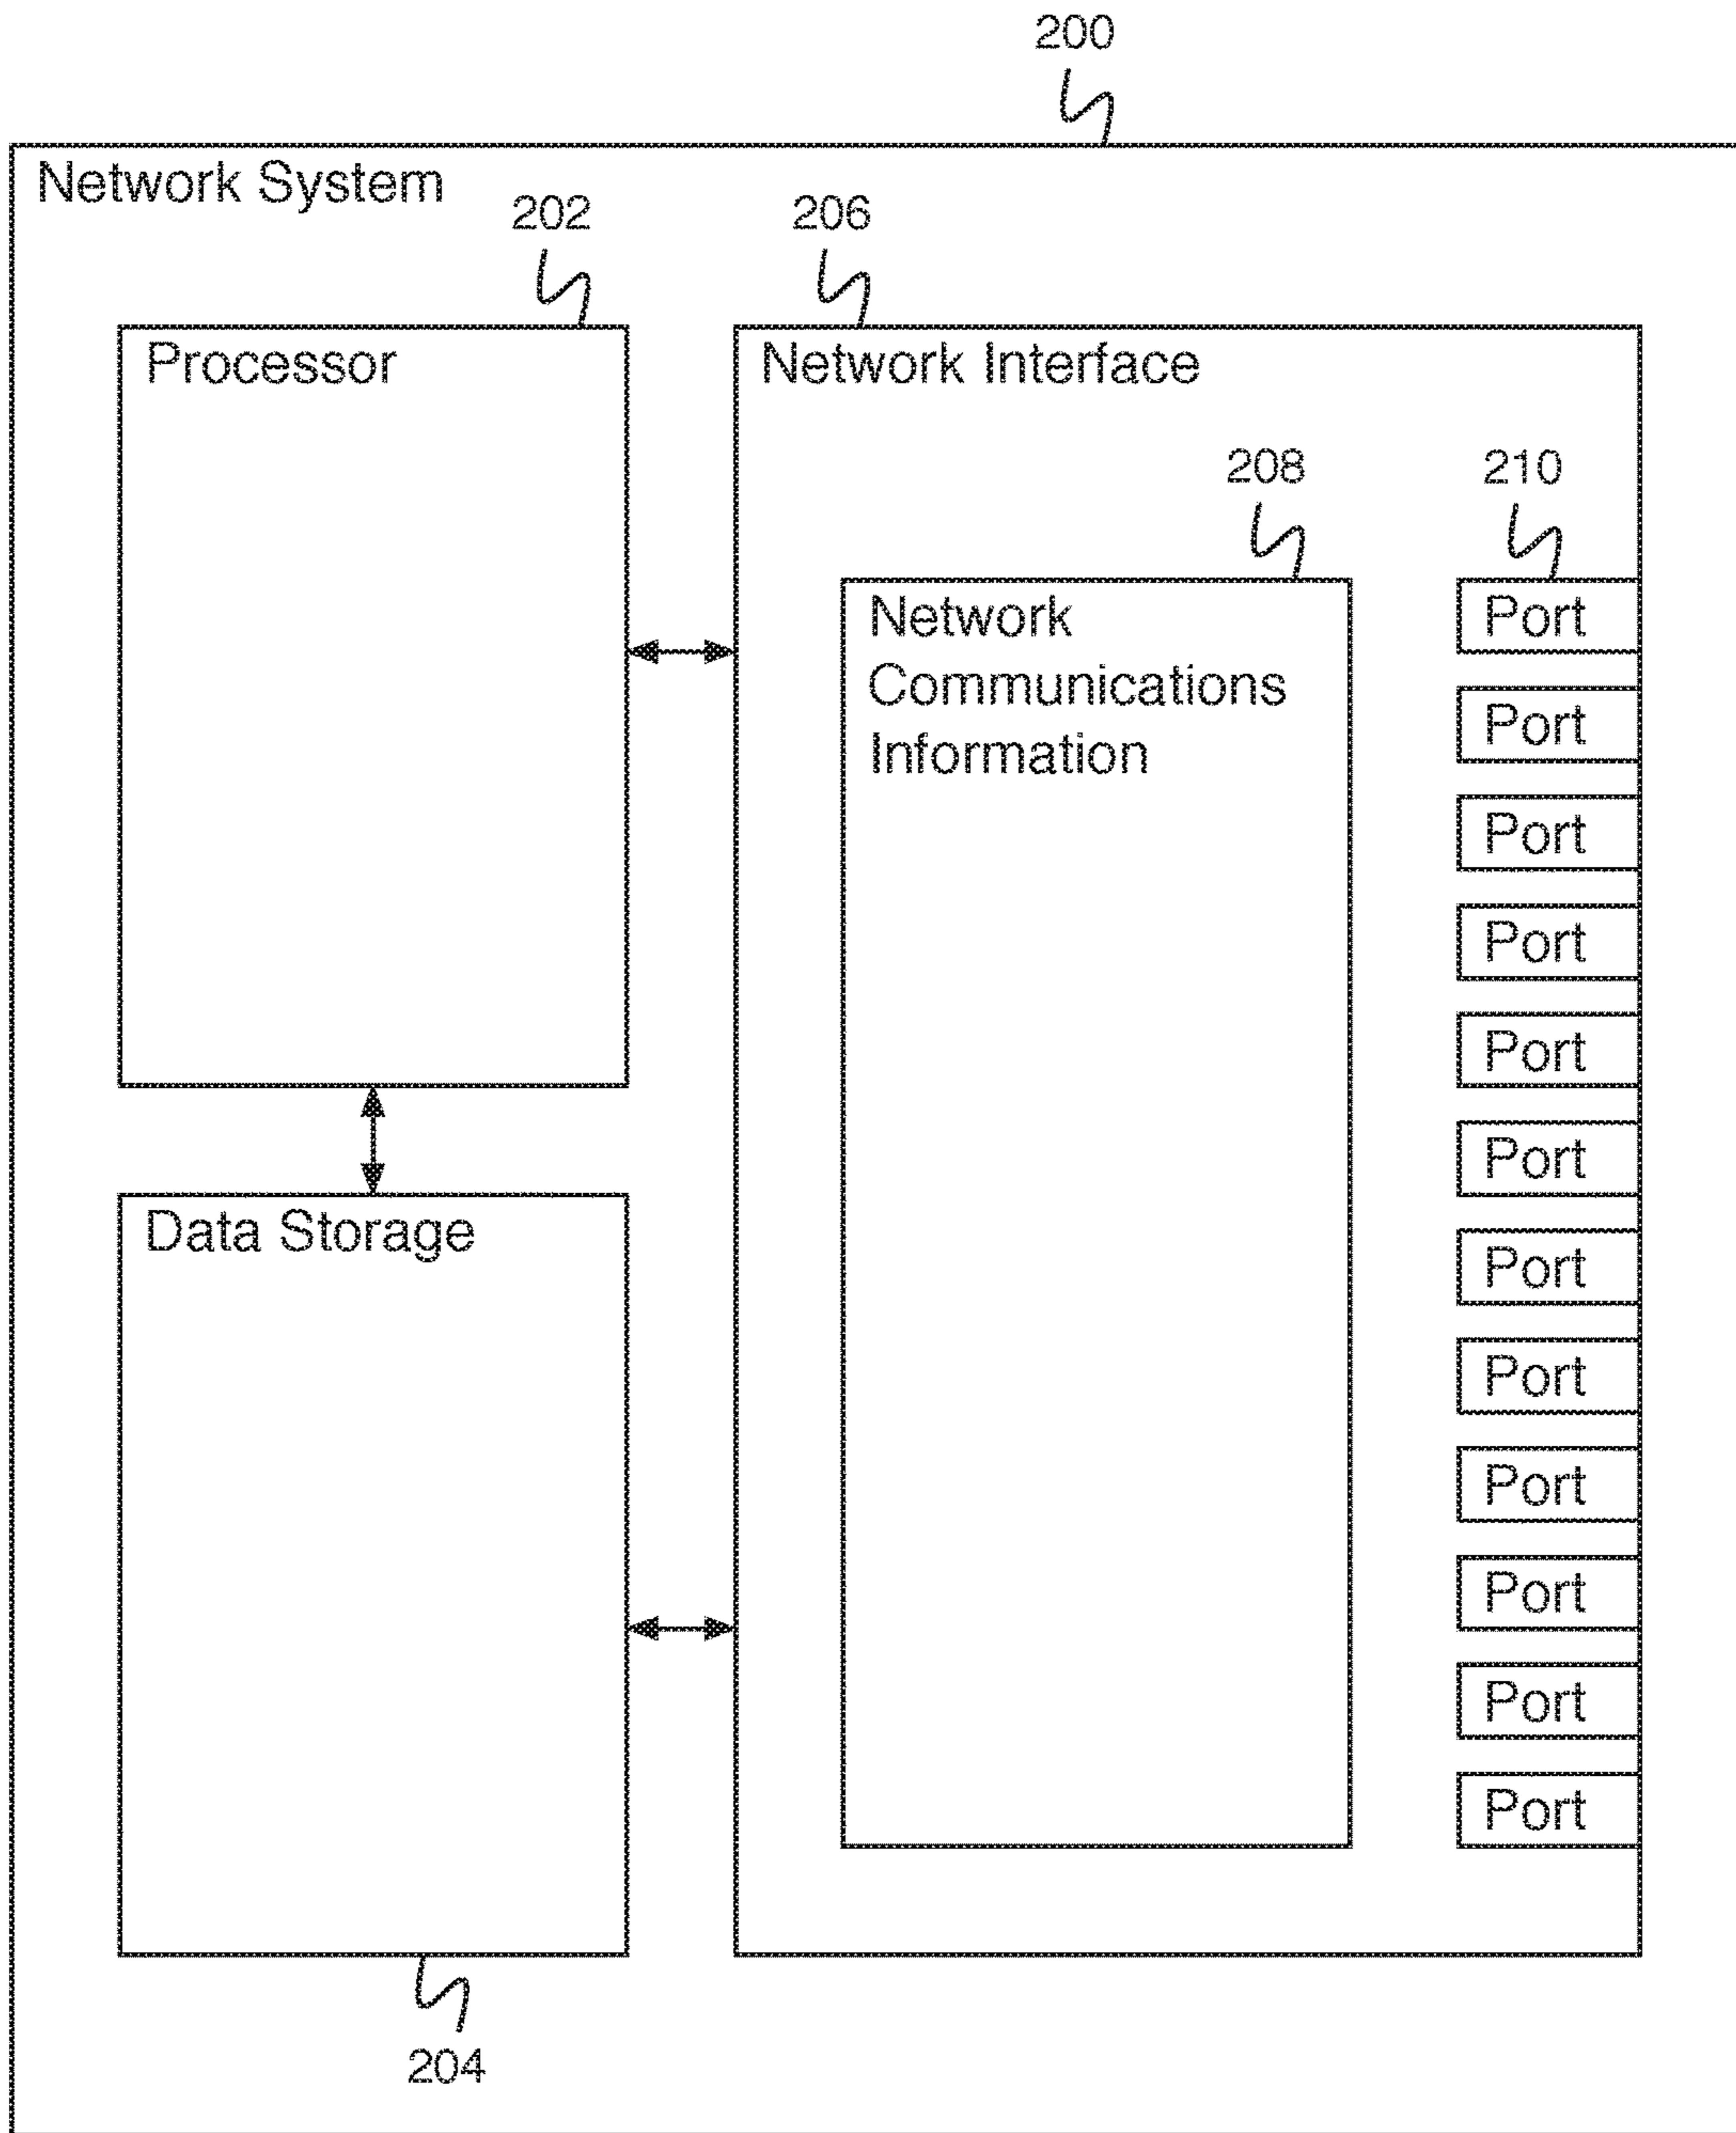 200
Network System
202
206
Processor
Network Interface
208
210
Network
Communications
Information
Port
Port
Port
Port
Port
Port
Port
Port
Port
Port
Port
Port
Data Storage
204